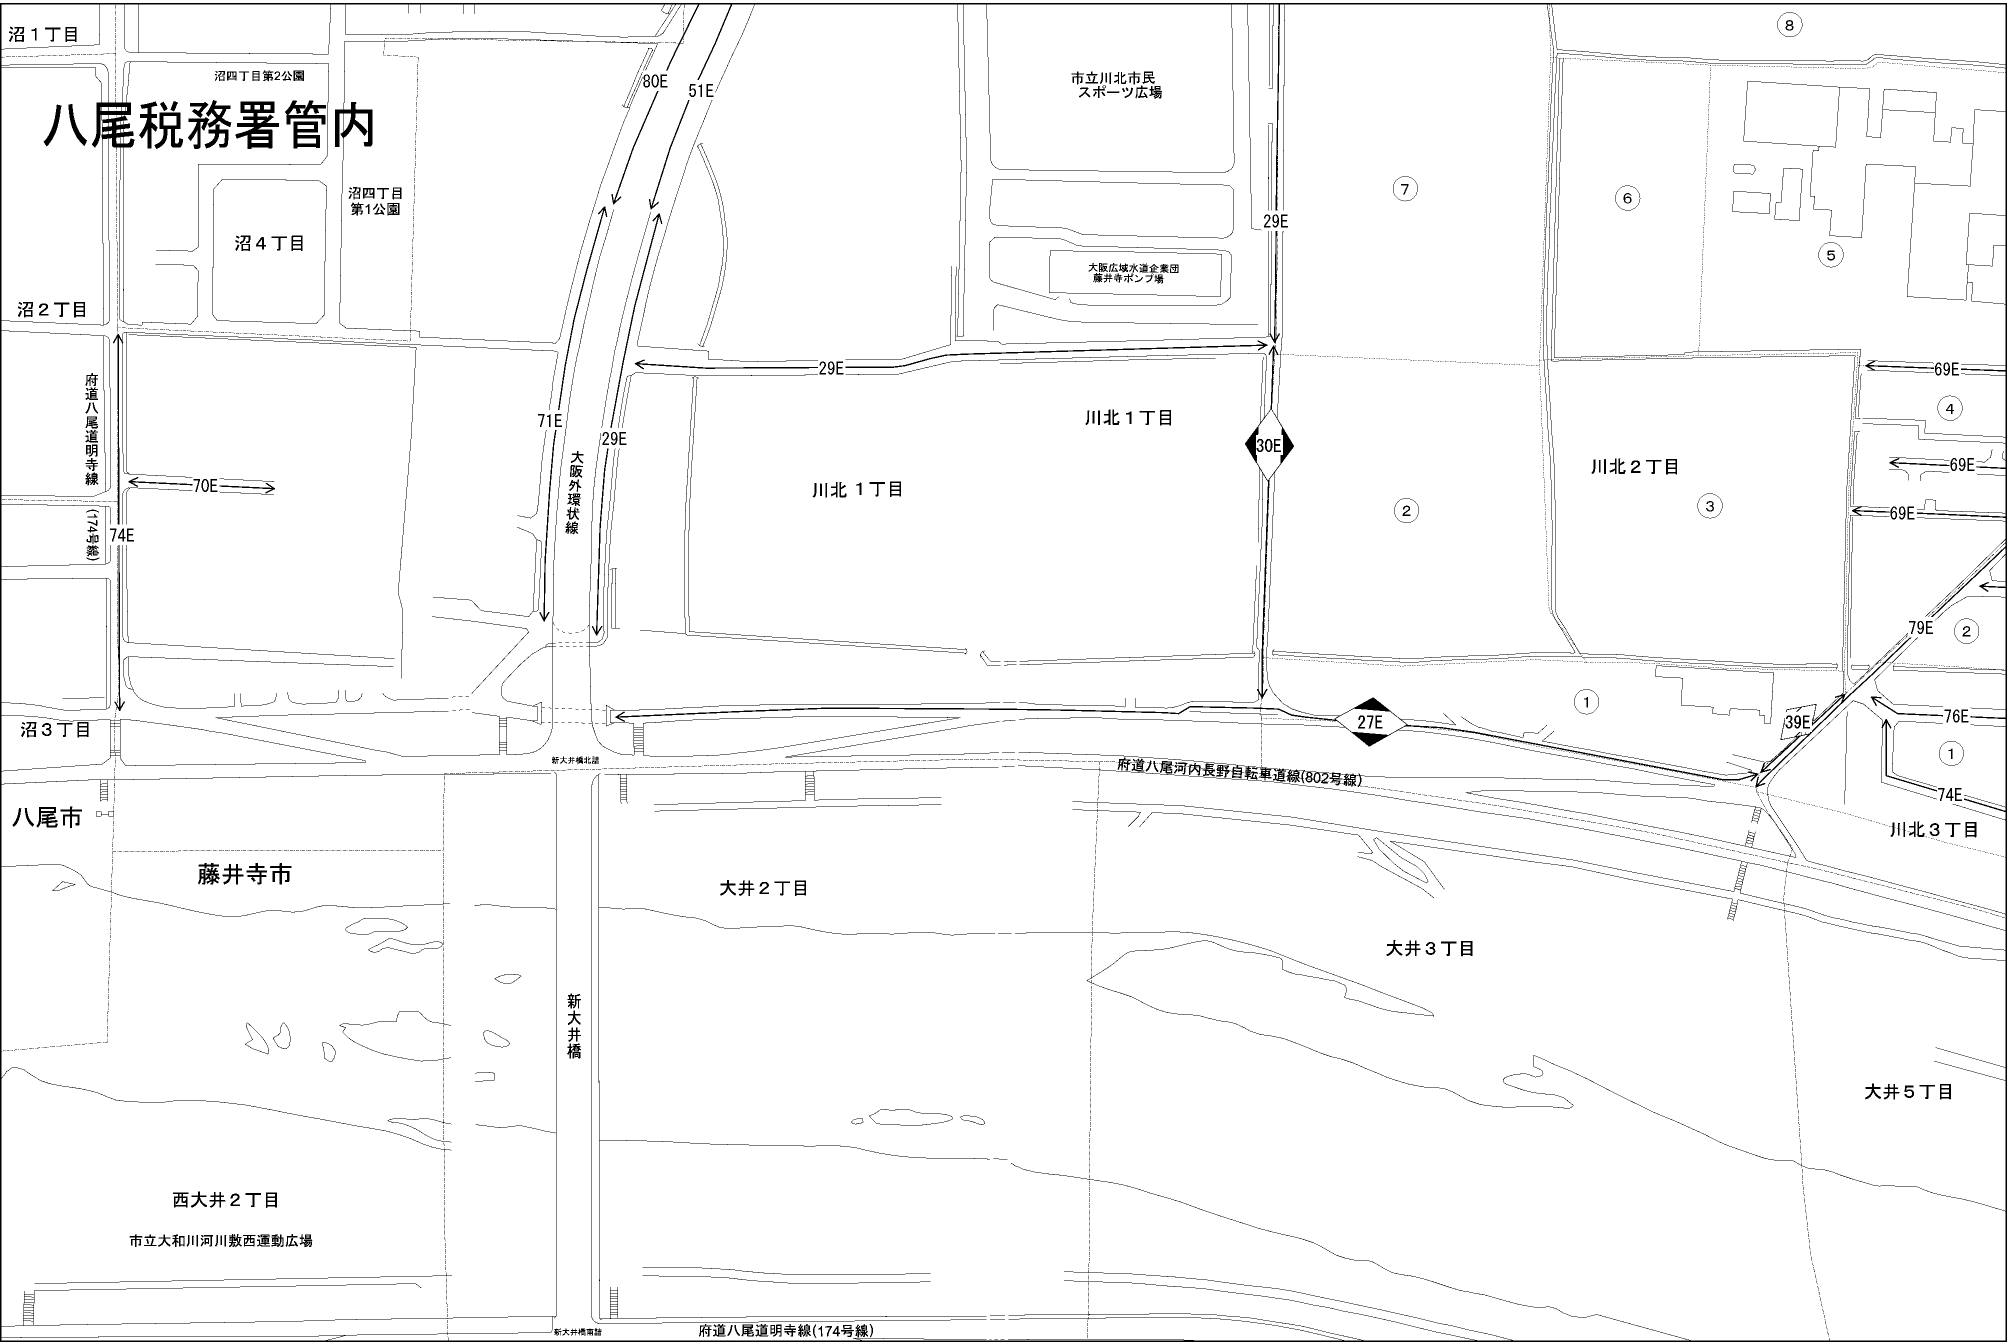 沼１丁目
沼四丁目第2公園
八尾税務署管内
沼四丁目
第1公園
沼４丁目
沼２丁目
80E
51E
市立川北市民
スポーツ広場
大阪広域水道企業団
藤井寺ポンプ場
29E
⑧
⑦
⑥
⑤
府道八尾道明寺線
(174号線)
70E
74E
71E
29E
大阪外環状線
29E
川北１丁目
川北１丁目
30E
②
川北２丁目
③
69E
④
69E
69E
79E
②
沼３丁目
新大井橋北詰
27E
①
39E
76E
①
74E
府道八尾河内長野自転車道線(802号線)
川北３丁目
八尾市
藤井寺市
大井２丁目
大井３丁目
新大井橋
大井５丁目
西大井２丁目
市立大和川河川敷西運動広場
新大井橋南詰
府道八尾道明寺線(174号線)